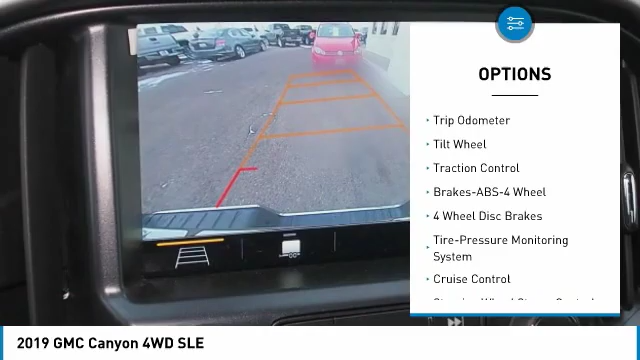 OPTIONS
Trip Odometer
Tilt Wheel
Traction Control
Brakes-ABS-4 Wheel
4 Wheel Disc Brakes
Tire-Pressure Monitoring
System
Cruise Control
2019 GMC Canyon 4WD SLE